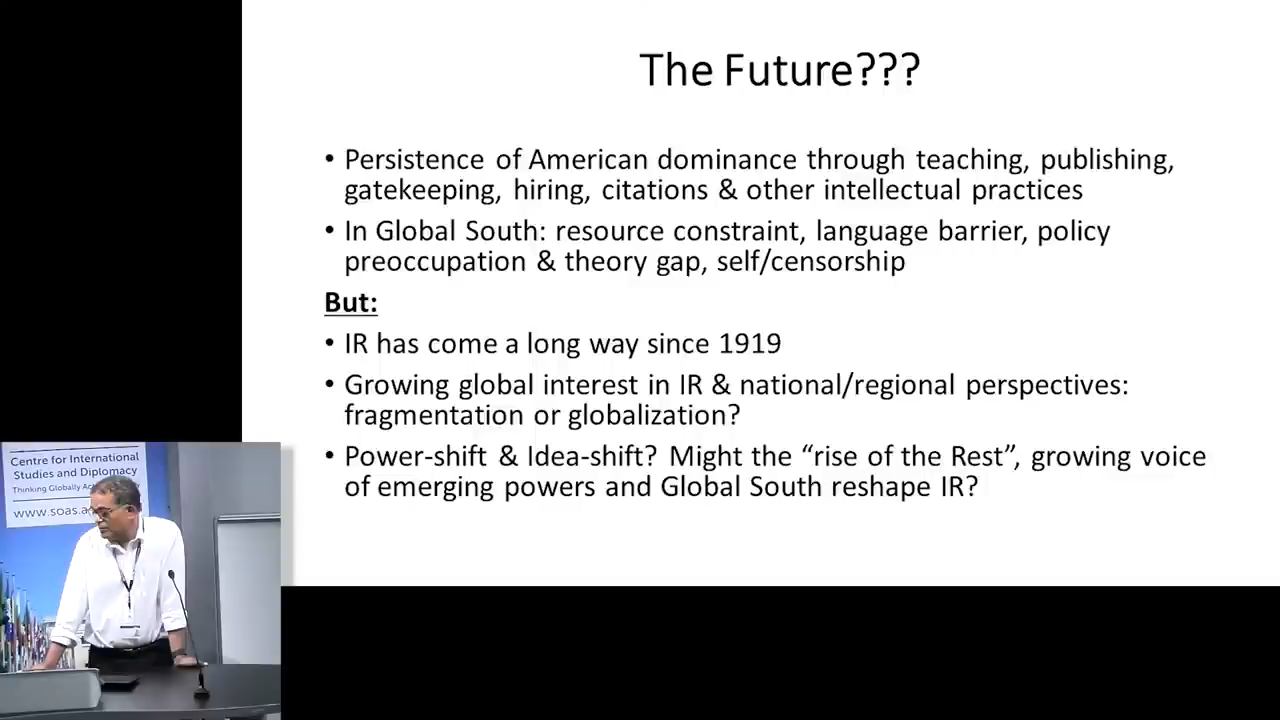 The Future???
• Persistence of American dominance through teaching, publishing,
gatekeeping, hiring, citations & other intellectual practices
• In Global South: resource constraint, language barrier, policy
preoccupation & theory gap, self/censorship
But:
• IR has come a long way since 1919
• Growing global interest in IR & national/regional perspectives:
fragmentation or globalization?
• Power-shift & Idea-shift? Might the “rise of the Rest”, growing voice
of emerging powers and Global South reshape IR?
Centre for International
Studies and Diplomacy
Thinking Globally
www.soas.a